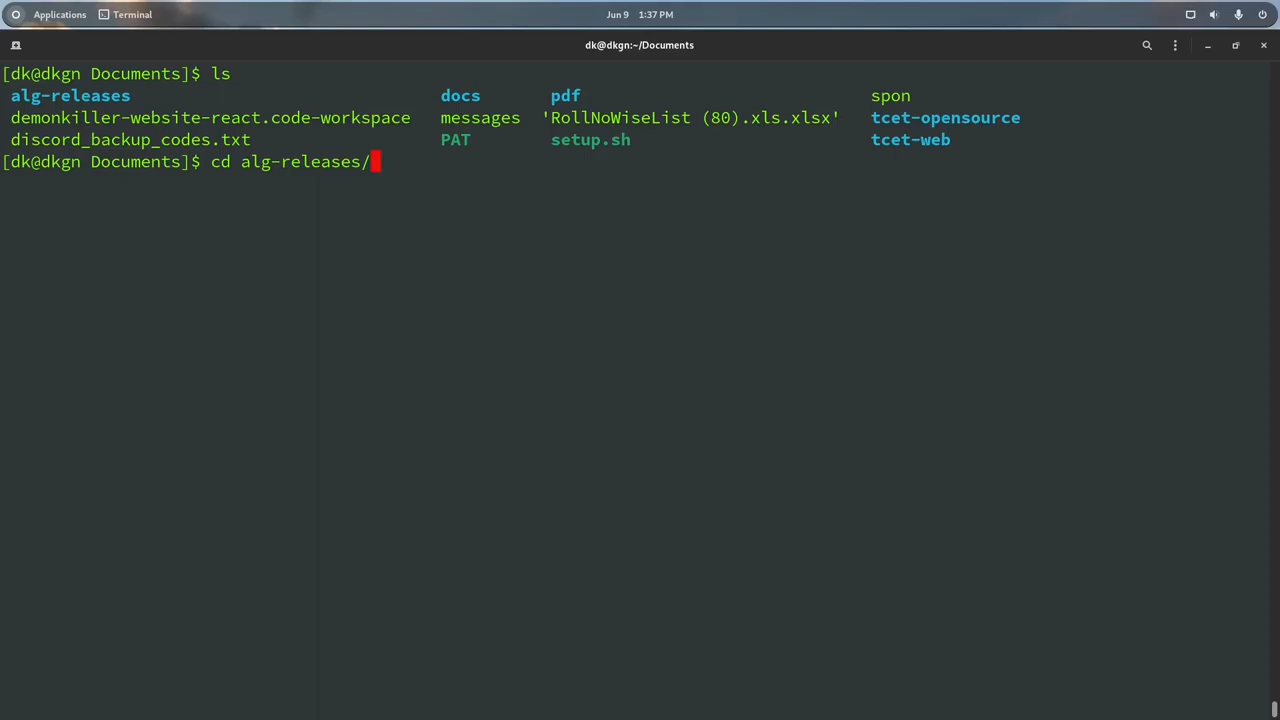 Applications Terminal Jun 9 1:37 PM
dk@dkgn:~/Documents
[dk@dkgn Documents]$ ls
alg-releases docs pdf spon
demonkiller-website-react.code-workspace messages 'RollNoWiseList (80).xls.xlsx' tcet-opensource
discord_backup_codes.txt PAT setup.sh tcet-web
[dk@dkgn Documents]$ cd alg-releases/